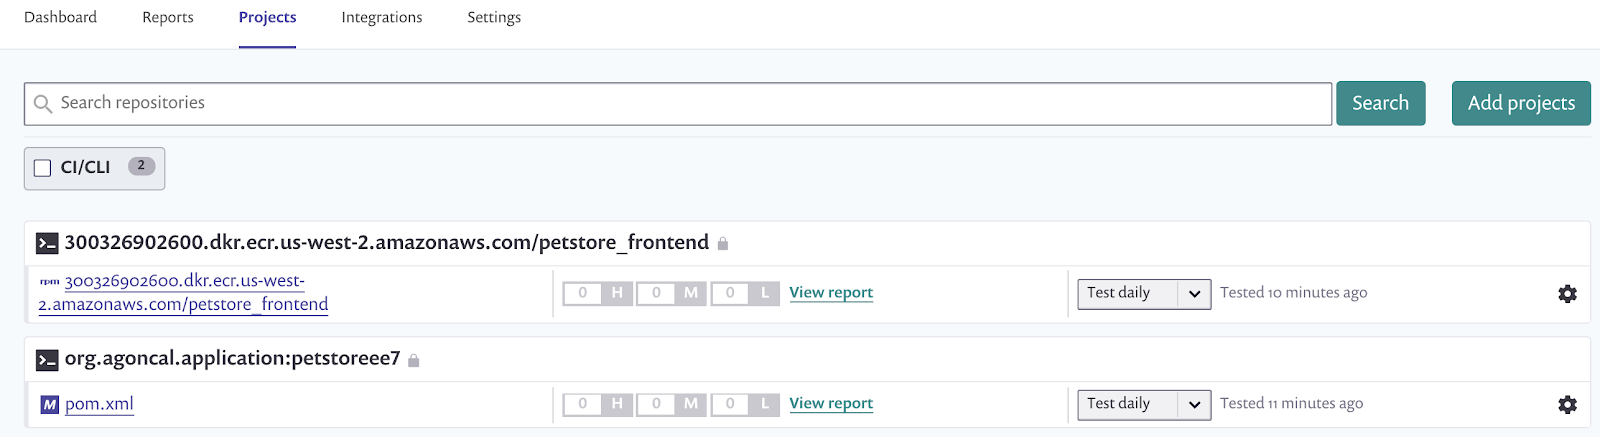 Dashboard Reports Projects Integrations Settings
Search repositories Search Add projects
CI/CLI 2
300326902600.dkr.ecr.us-west-2.amazonaws.com/petstore_frontend
rpm 300326902600.dkr.ecr.us-west-
2.amazonaws.com/petstore_frontend
0 H 0 M 0 L View report Test daily Tested 10 minutes ago
org.agoncal.application:petstoreee7
M pom.xml 0 H 0 M 0 L View report Test daily Tested 11 minutes ago